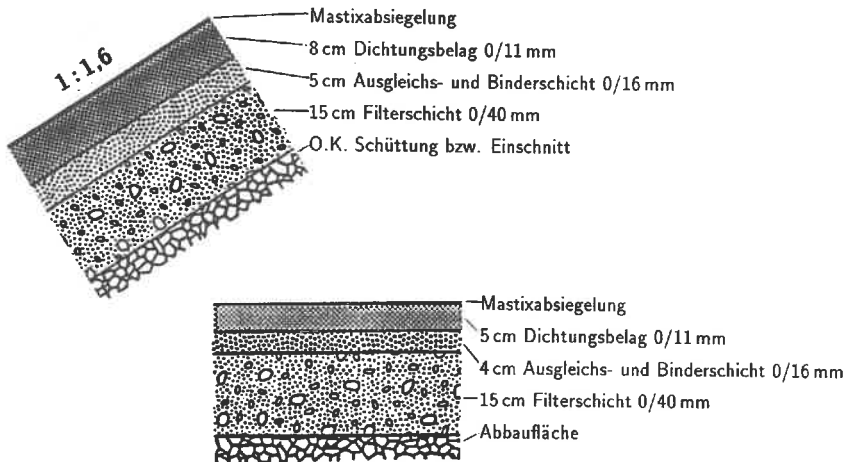 Mastixabsiegelung
8 cm Dichtungsbelag 0/11 mm
1:1,6
5 cm Ausgleichs- und Binderschicht 0/16 mm
15 cm Filterschicht 0/40 mm
O.K. Schüttung bzw. Einschnitt
Mastixabsiegelung
5 cm Dichtungsbelag 0/11 mm
4 cm Ausgleichs- und Binderschicht 0/16 mm
15 cm Filterschicht 0/40 mm
Abbaufläche